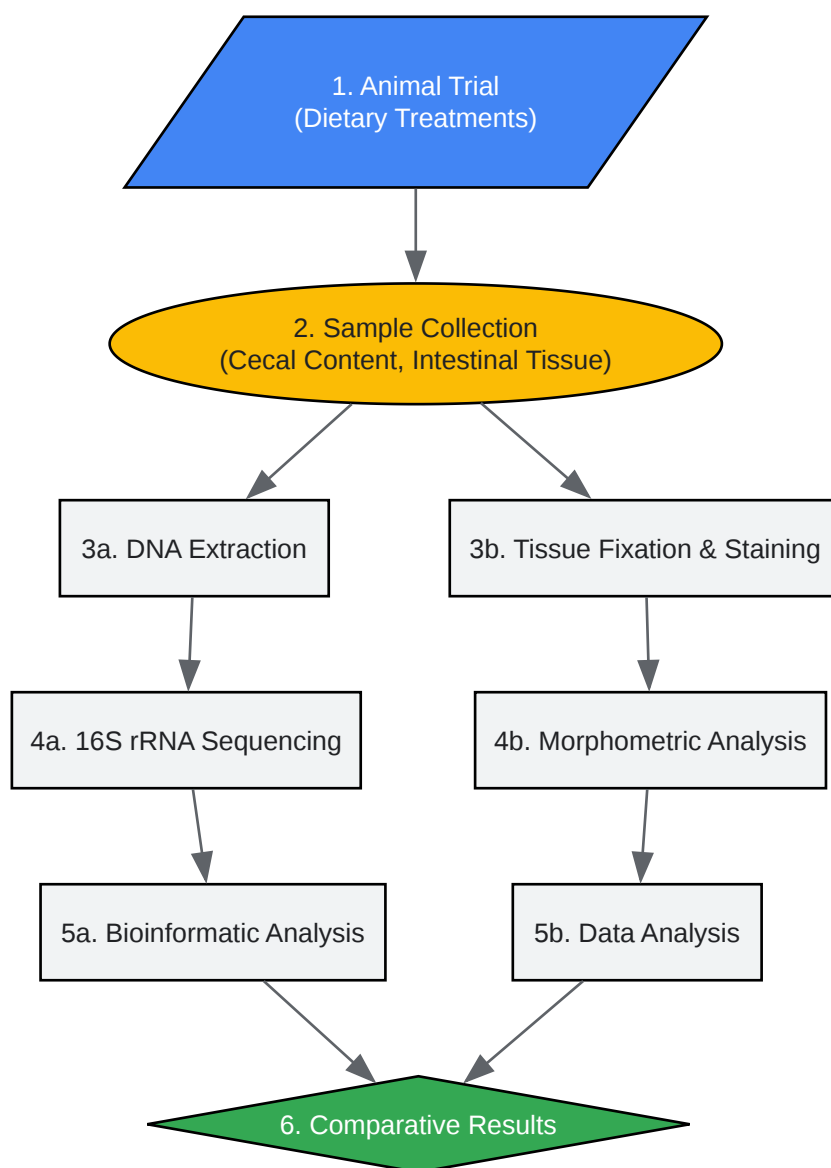 1. Animal Trial
(Dietary Treatments)
2. Sample Collection
(Cecal Content, Intestinal Tissue)
3a. DNA Extraction
3b. Tissue Fixation & Staining
4a. 16S rRNA Sequencing
4b. Morphometric Analysis
5a. Bioinformatic Analysis
5b. Data Analysis
6. Comparative Results